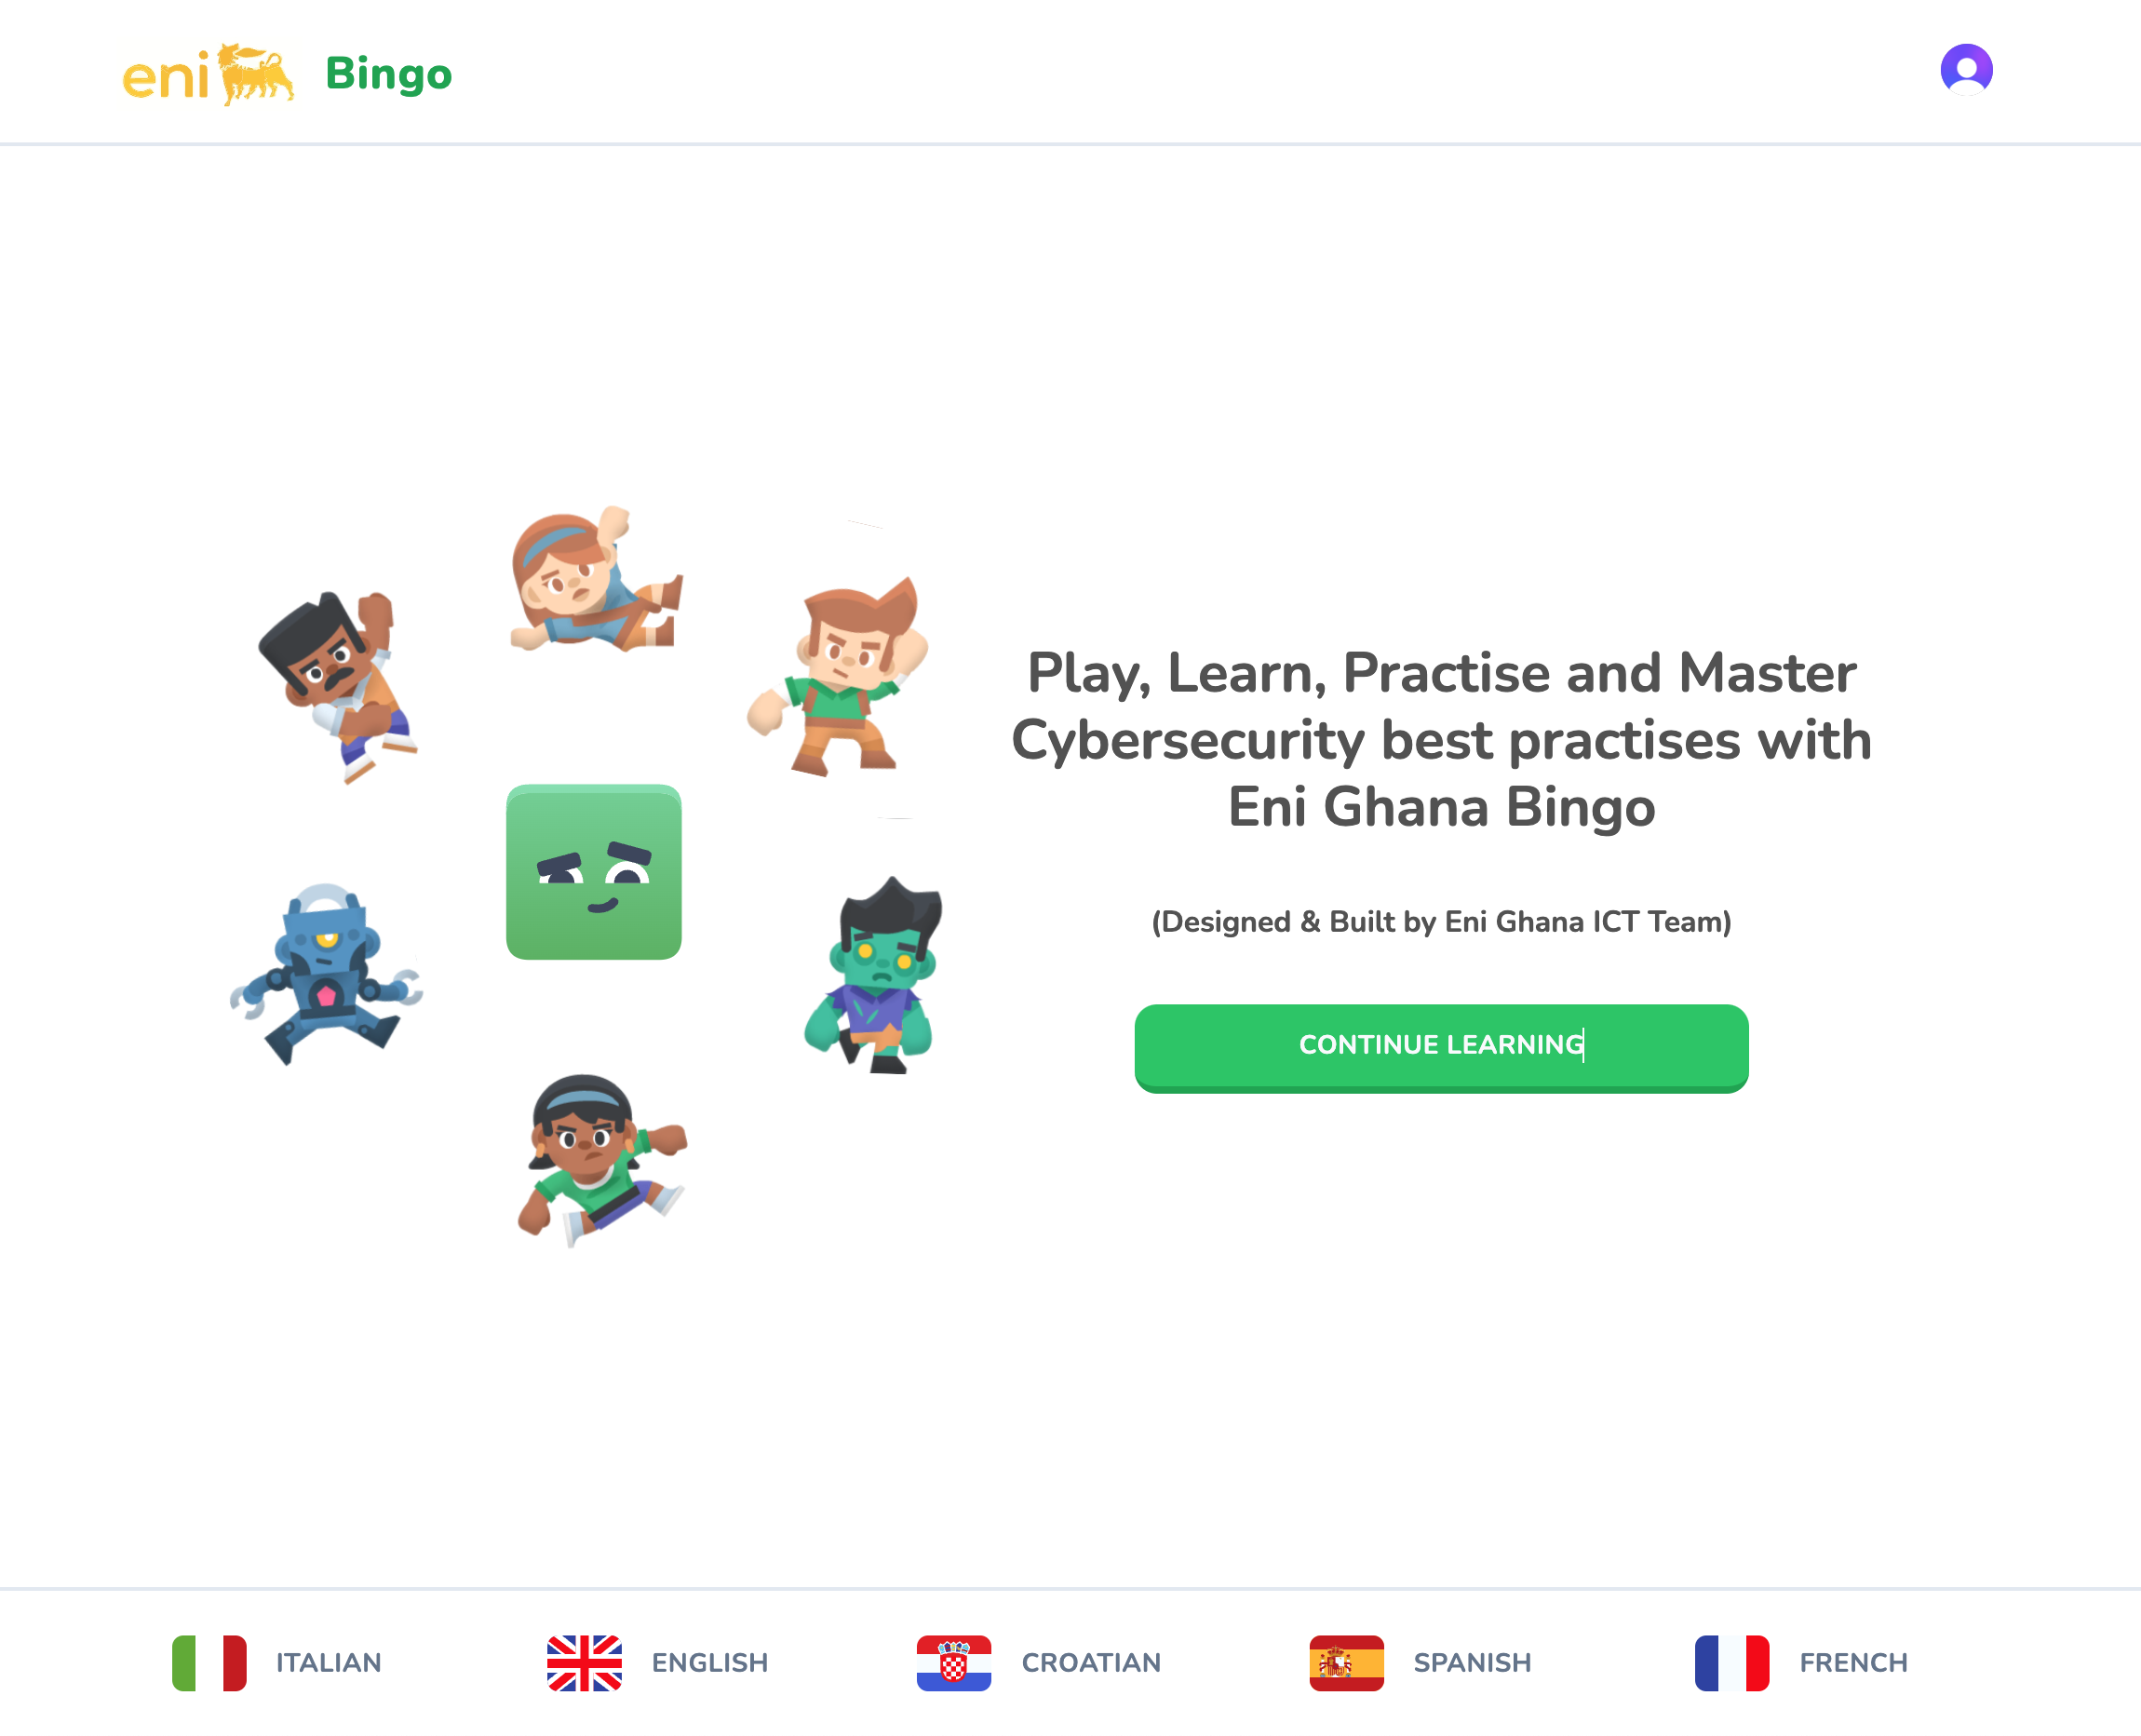 eni Bingo
Play, Learn, Practise and Master
Cybersecurity best practises with
Eni Ghana Bingo
(Designed & Built by Eni Ghana ICT Team)
CONTINUE LEARNING
ITALIAN ENGLISH CROATIAN SPANISH FRENCH